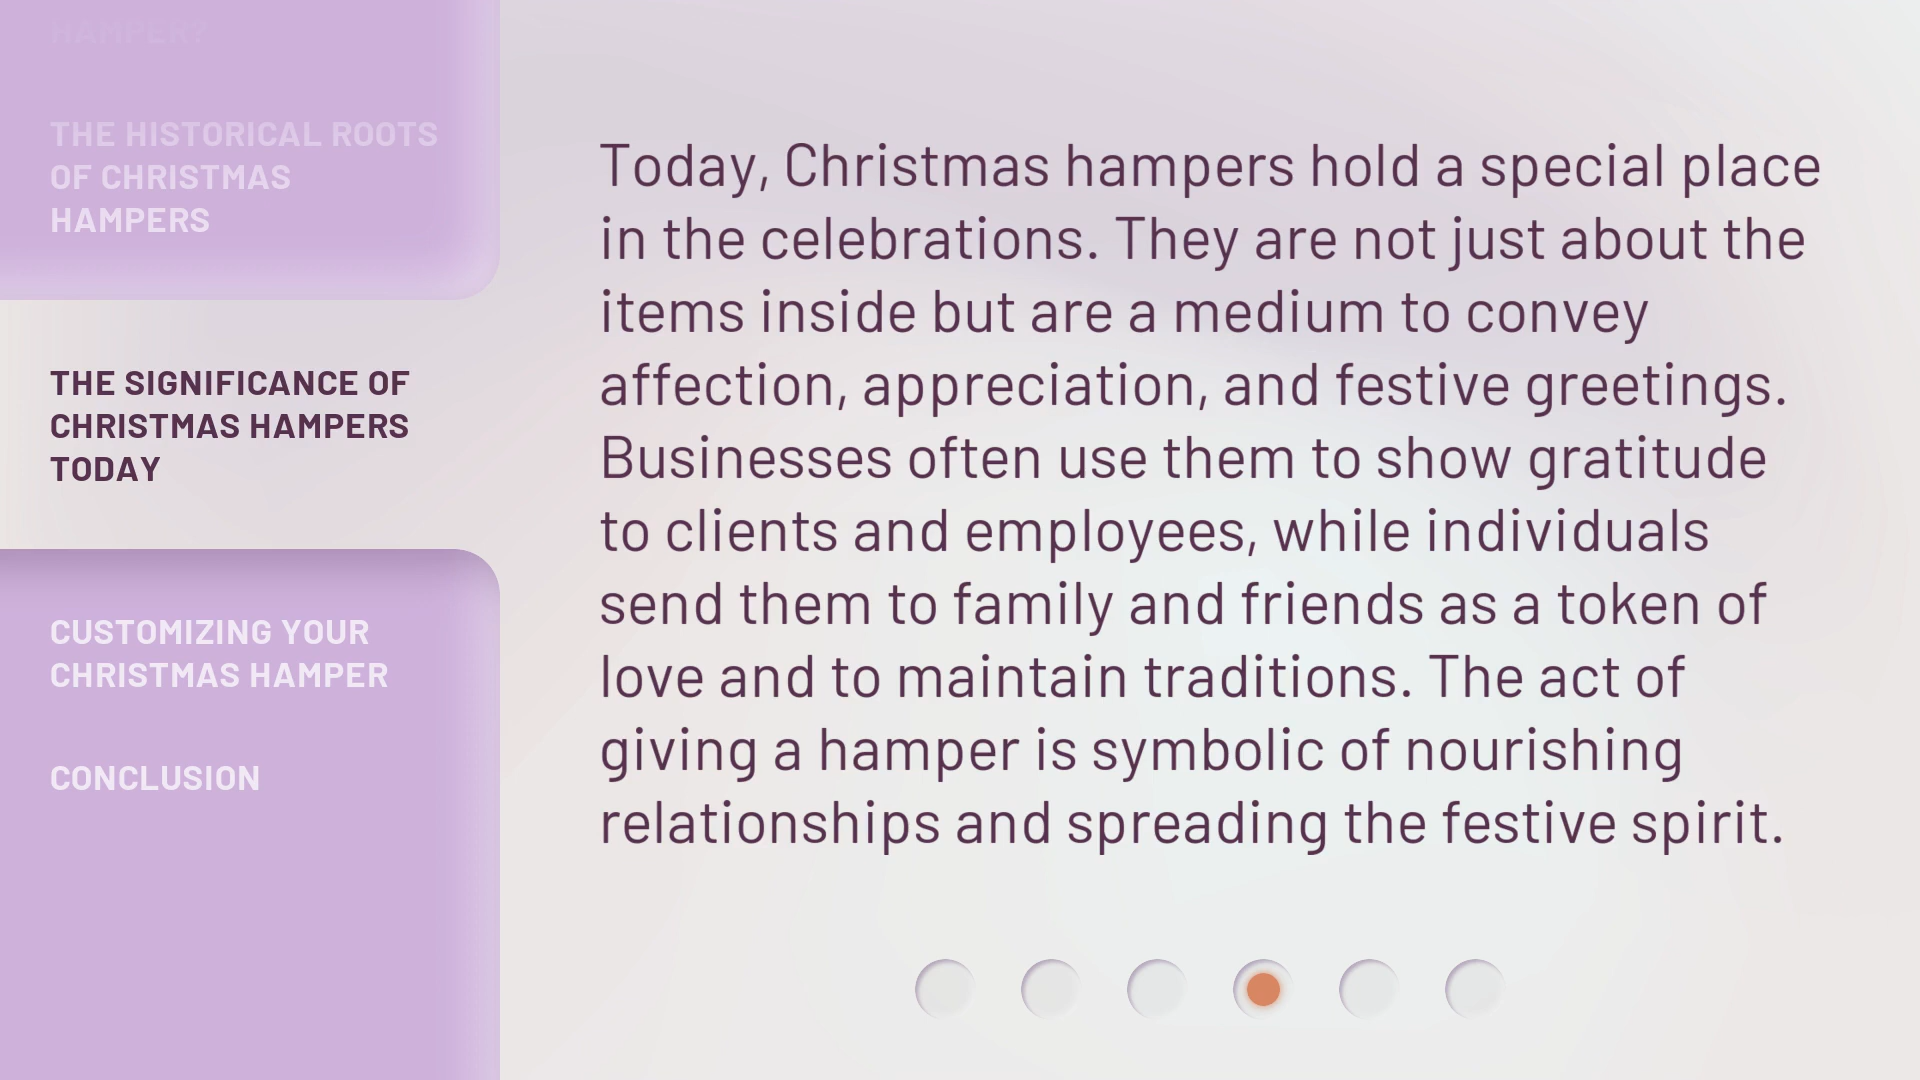 HAMPER?
THE HISTORICAL ROOTS
OF CHRISTMAS
HAMPERS
THE SIGNIFICANCE OF
CHRISTMAS HAMPERS
TODAY
CUSTOMIZING YOUR
CHRISTMAS HAMPER
CONCLUSION
Today, Christmas hampers hold a special place
in the celebrations. They are not just about the
items inside but are a medium to convey
affection, appreciation, and festive greetings.
Businesses often use them to show gratitude
to clients and employees, while individuals
send them to family and friends as a token of
love and to maintain traditions. The act of
giving a hamper is symbolic of nourishing
relationships and spreading the festive spirit.